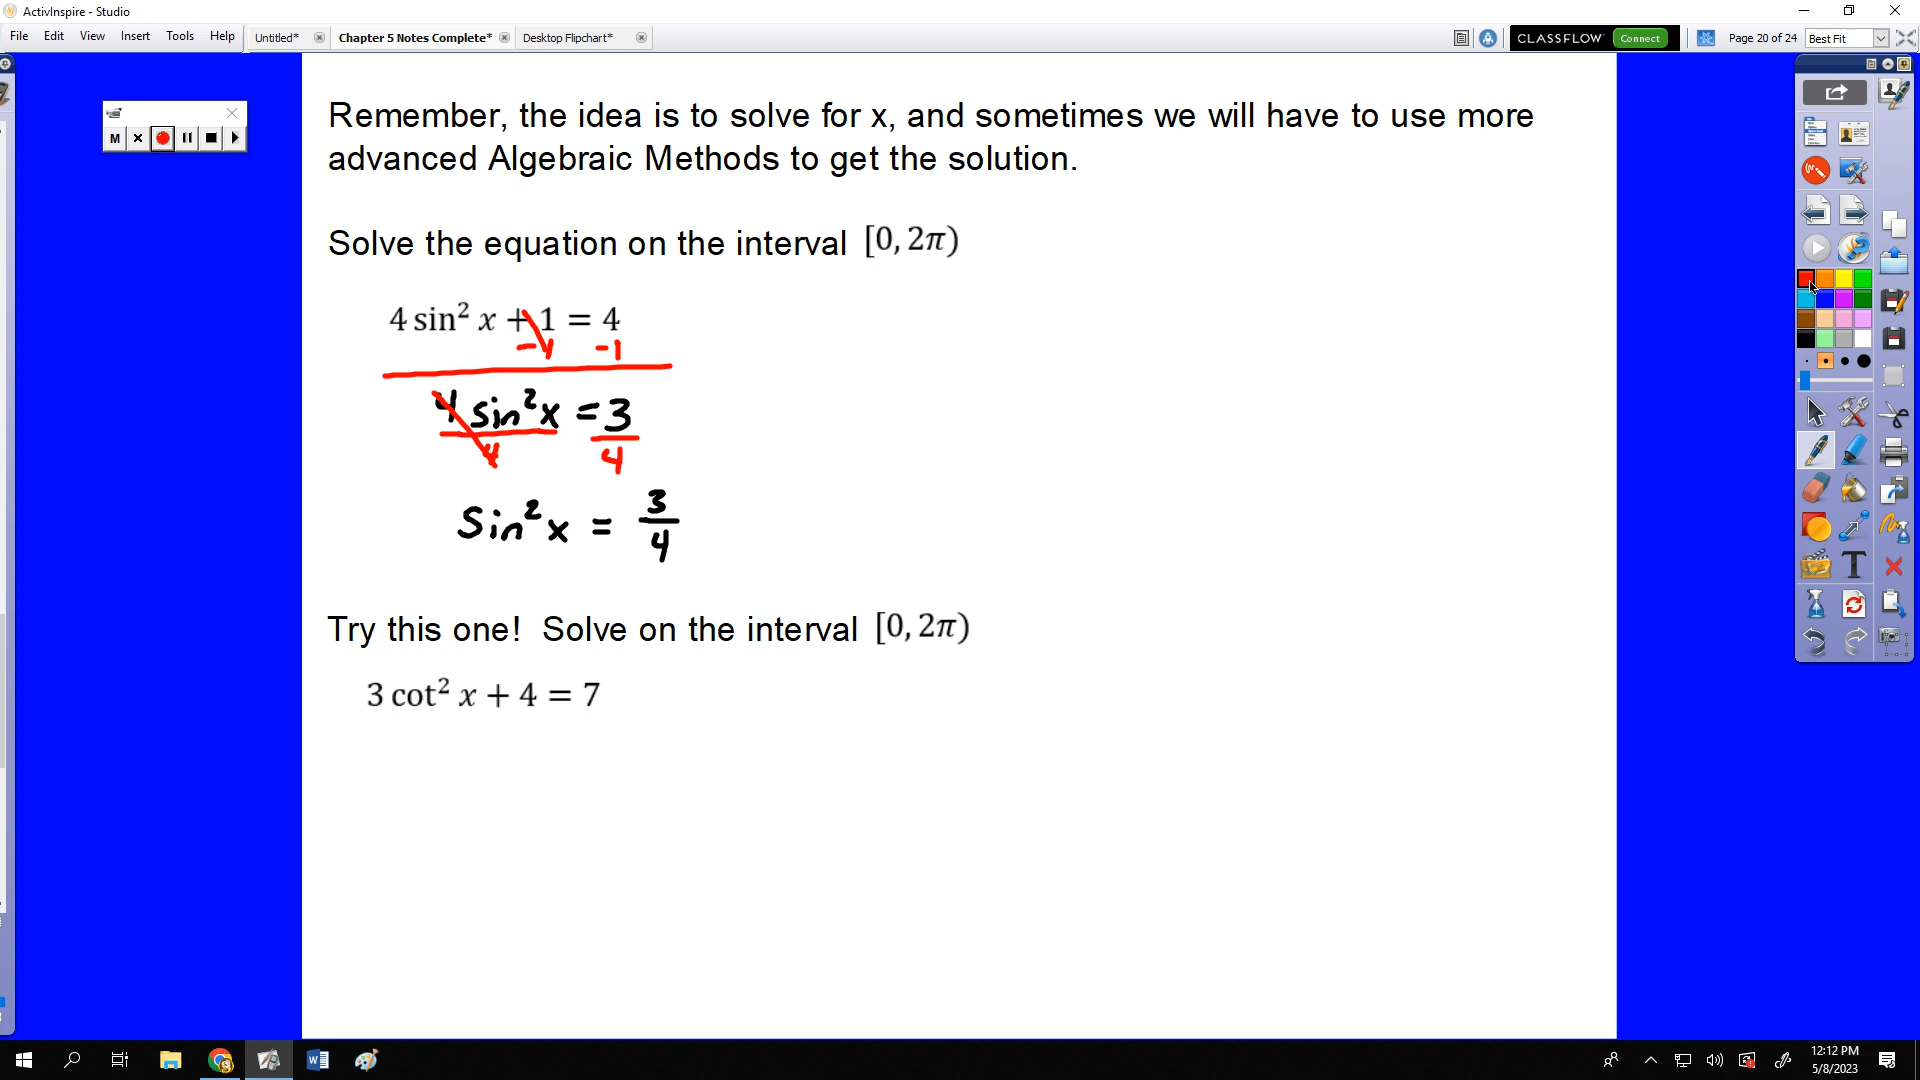 ActivInspire - Studio
File Edit View Insert Tools Help
Untitled* Chapter 5 Notes Complete* Desktop Flipchart*
CLASSFLOW Connect Page 20 of 24 Best Fit
M
Remember, the idea is to solve for x, and sometimes we will have to use more
advanced Algebraic Methods to get the solution.
Solve the equation on the interval [0, 2π)
4 sin² x + 1 = 4
- 1 - 1
4 sin² x = 3
4 4
Sin² x = 3/4
Try this one! Solve on the interval [0, 2π)
3 cot² x + 4 = 7
12:12 PM
5/8/2023